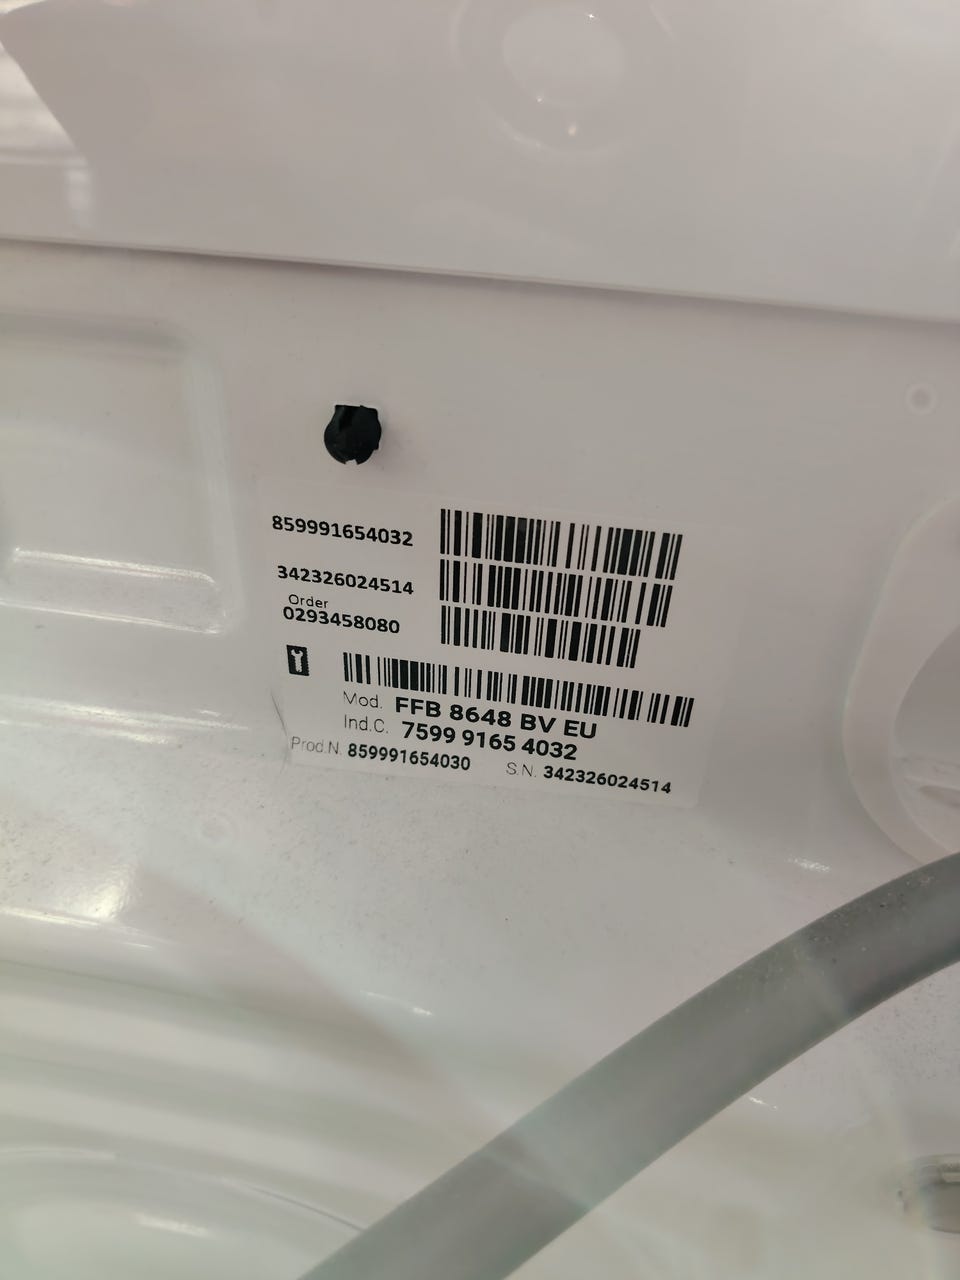 859991654032
342326024514
Order
0293458080
Mod. FFB 8648 BV EU
Ind.C. 7599 9165 4032
Prod.N. 859991654030 S.N. 342326024514